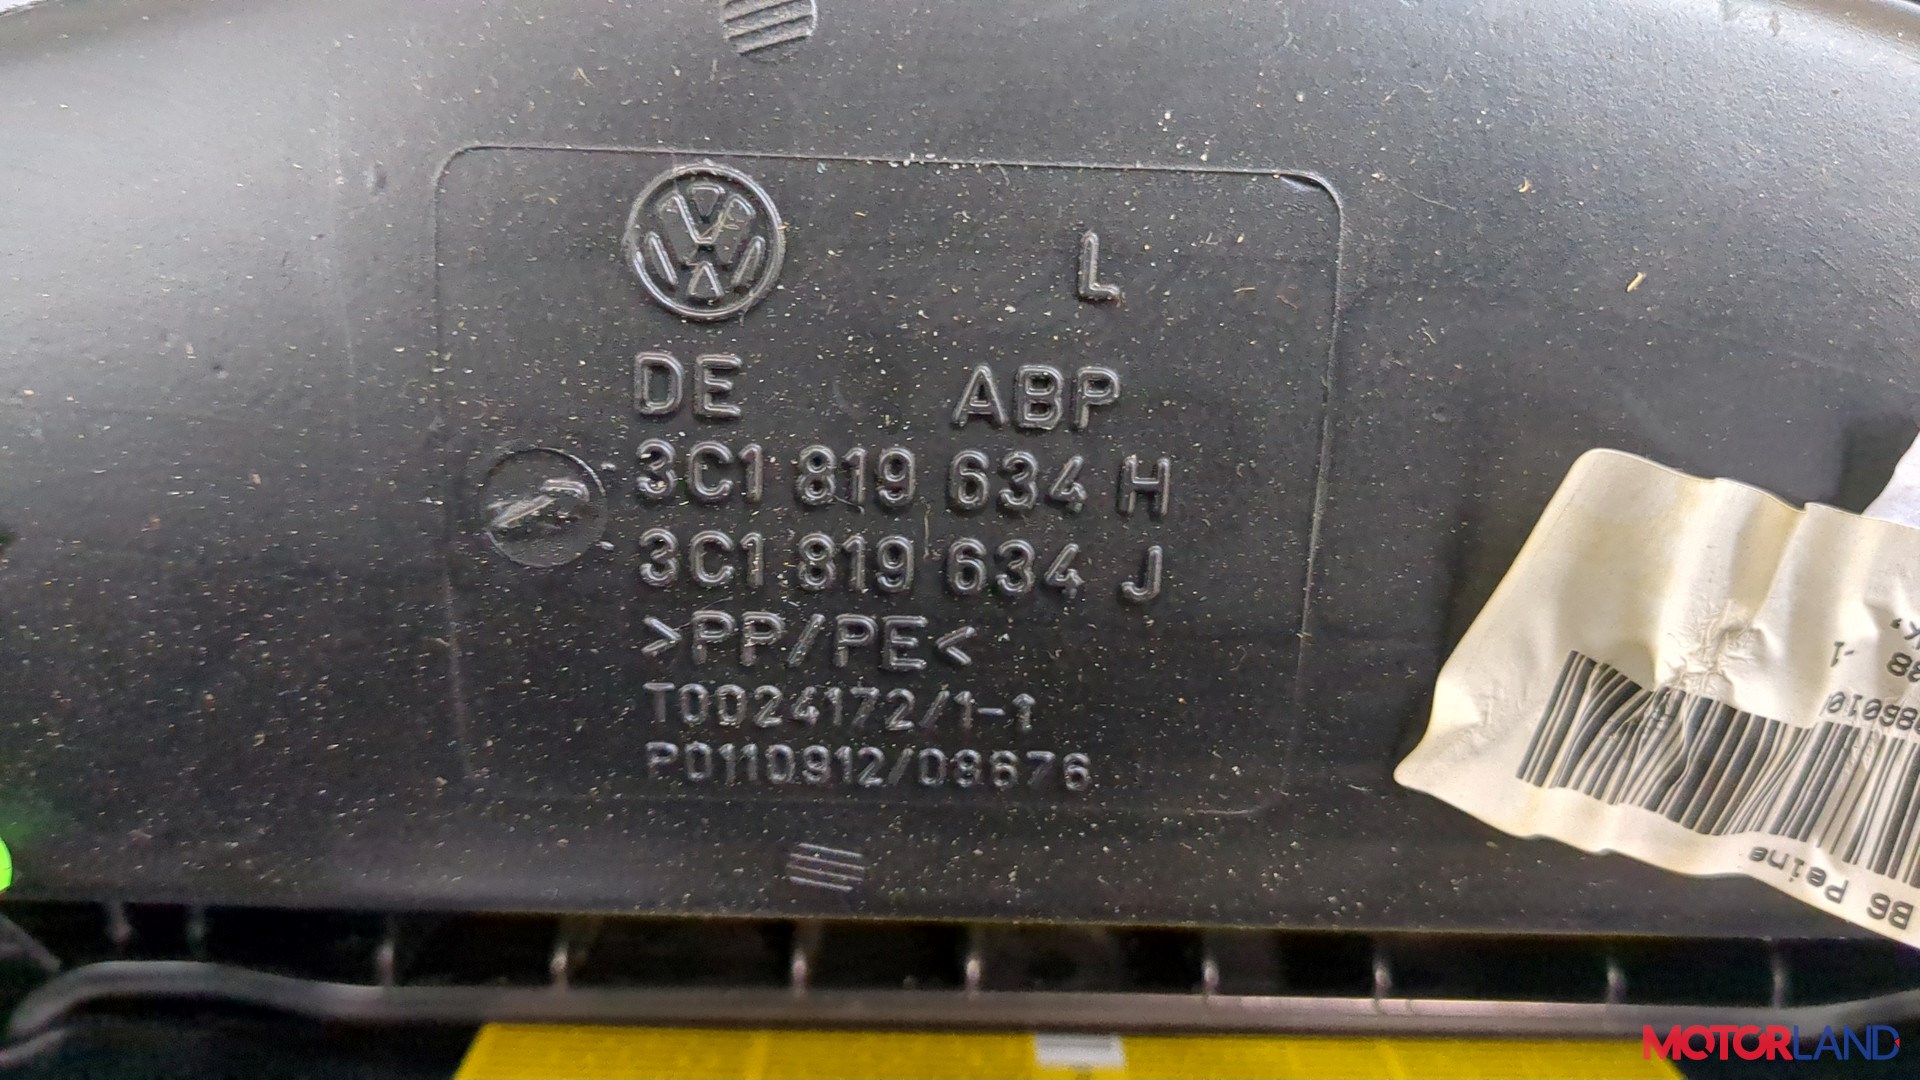 L
DE ABP
3C1 819 634 H
3C1 819 634 J
>PP/PE<
T0024172/1-1
P0110912/08676
B6 Peine
MOTORLAND